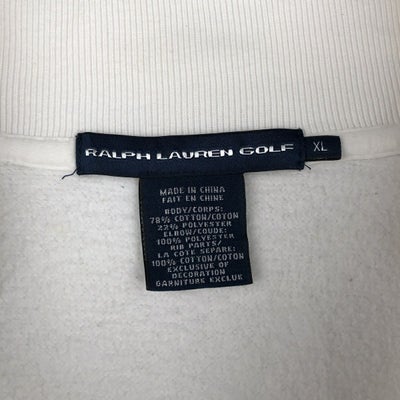 RALPH LAUREN GOLF
XL
MADE IN CHINA
FAIT EN CHINE
BODY/CORPS:
78% COTTON/COTON
22% POLYESTER
ELBOW/COUDE:
100% POLYESTER
RIB PARTS/
LA CÔTE SEPARE:
100% COTTON/COTON
EXCLUSIVE OF
DECORATION
GARNITURE EXCLUE